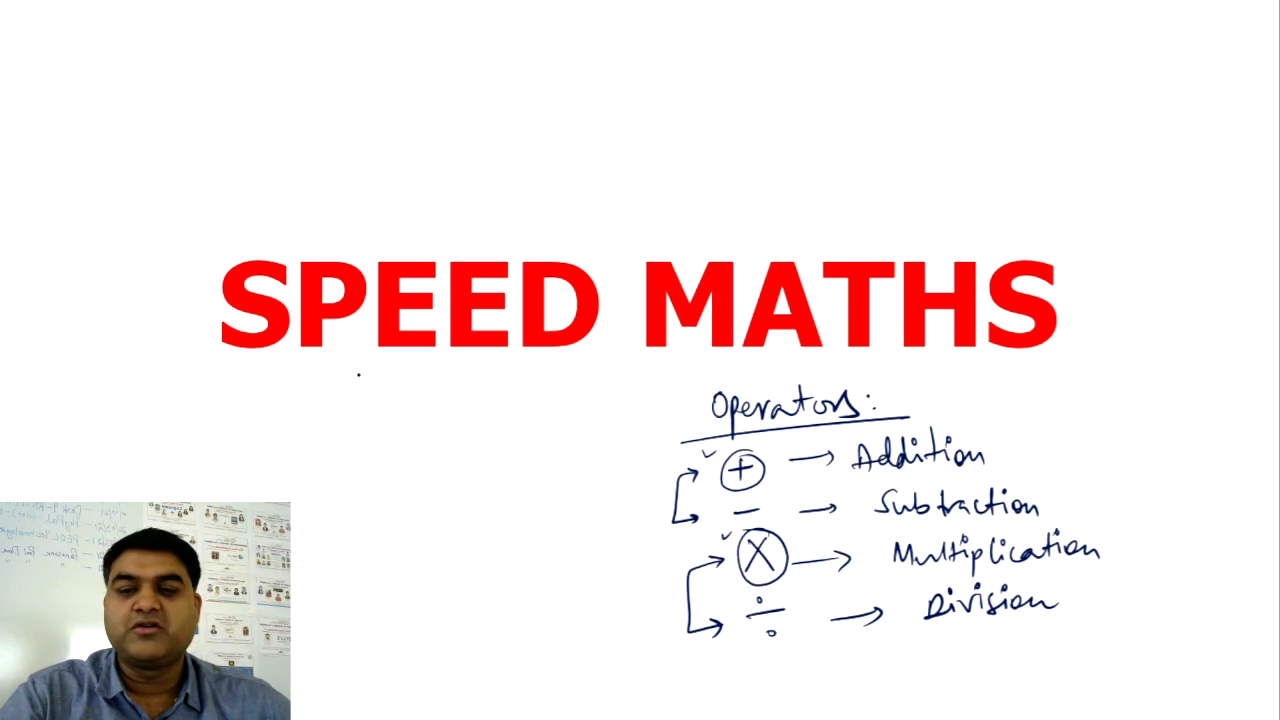 SPEED MATHS
Operators:
+ → Addition
− → Subtraction
X → Multiplication
÷ → Division